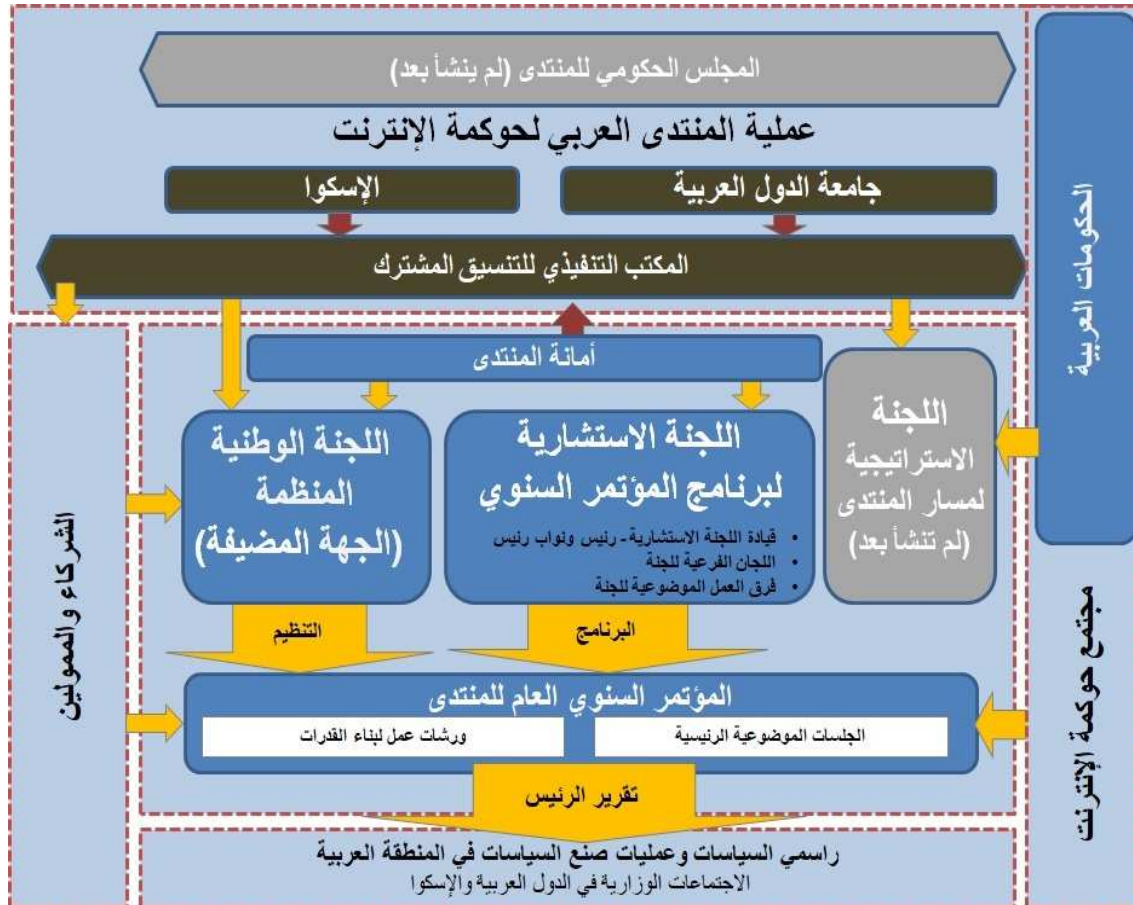 المجلس الحكومي للمنتدى (لم ينشأ بعد)
عملية المنتدى العربي لحوكمة الإنترنت
جامعة الدول العربية
الإسكوا
المكتب التنفيذي للتنسيق المشترك
الحكومات العربية
أمانة المنتدى
اللجنة
الاستراتيجية
لمسار المنتدى
(لم تنشأ بعد)
اللجنة الاستشارية
لبرنامج المؤتمر السنوي
• قيادة اللجنة الاستشارية - رئيس ونواب رئيس
• اللجان الفرعية للجنة
• فرق العمل الموضوعية للجنة
اللجنة الوطنية
المنظمة
(الجهة المضيفة)
مجتمع حوكمة الإنترنت
الشركاء والممولين
البرنامج
التنظيم
المؤتمر السنوي العام للمنتدى
الجلسات الموضوعية الرئيسية
ورشات عمل لبناء القدرات
تقرير الرئيس
راسمي السياسات وعمليات صنع السياسات في المنطقة العربية
الاجتماعات الوزارية في الدول العربية والإسكوا